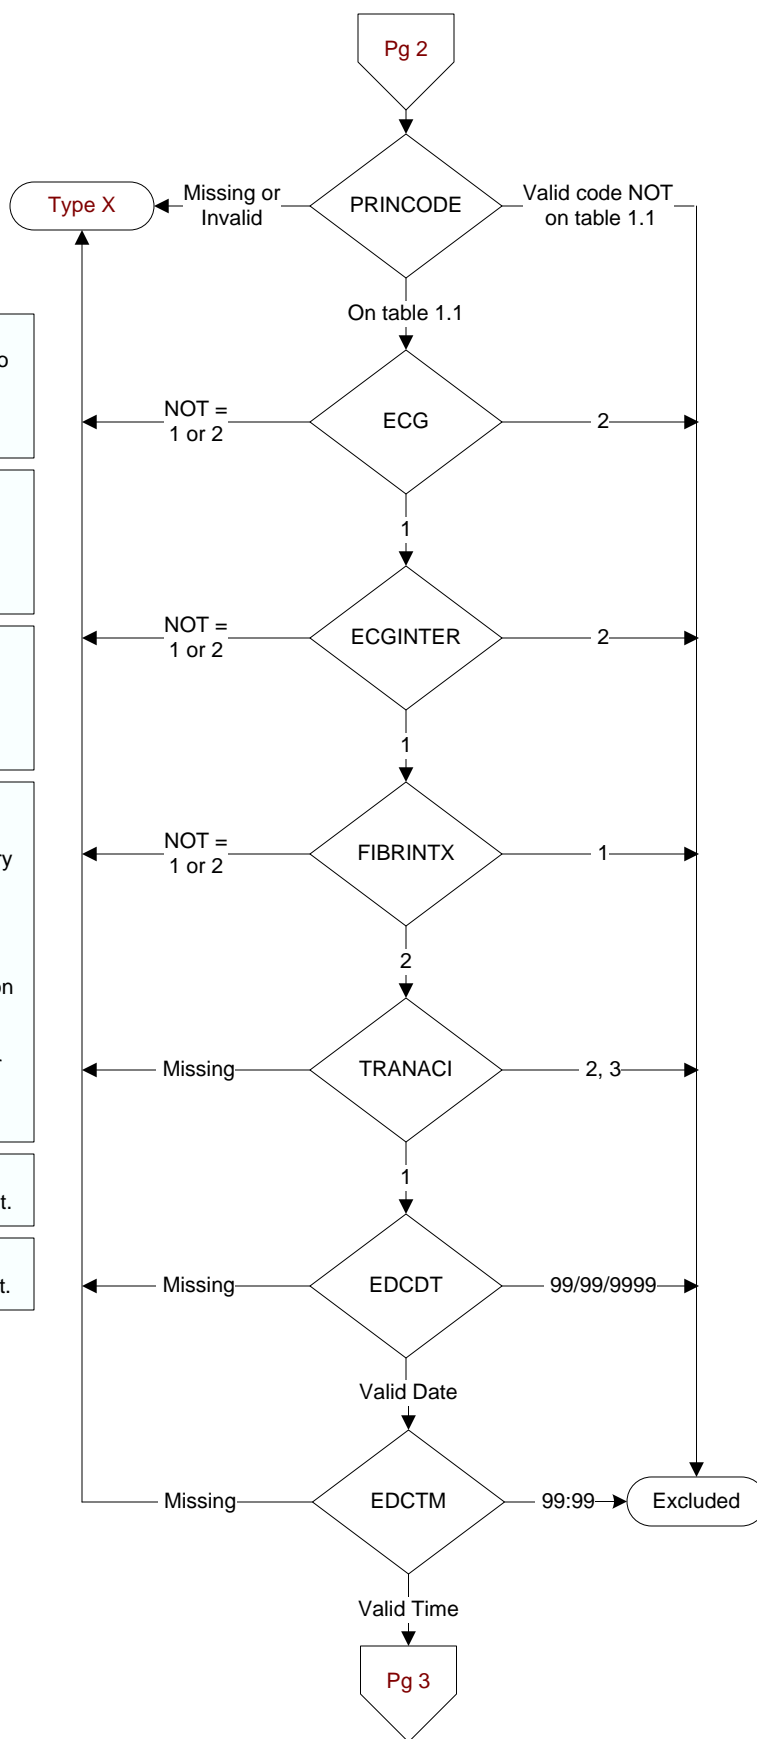 Pg 2
PRINCODE
Missing or
Invalid
Type X
Valid code NOT
on table 1.1
On table 1.1
ECG
NOT =
1 or 2
2
1
ECGINTER
NOT =
1 or 2
2
1
FIBRINTX
NOT =
1 or 2
1
2
TRANACI
Missing
2, 3
1
EDCDT
Missing
99/99/9999
Valid Date
EDCTM
Missing
99:99
Excluded
Valid Time
Pg 3